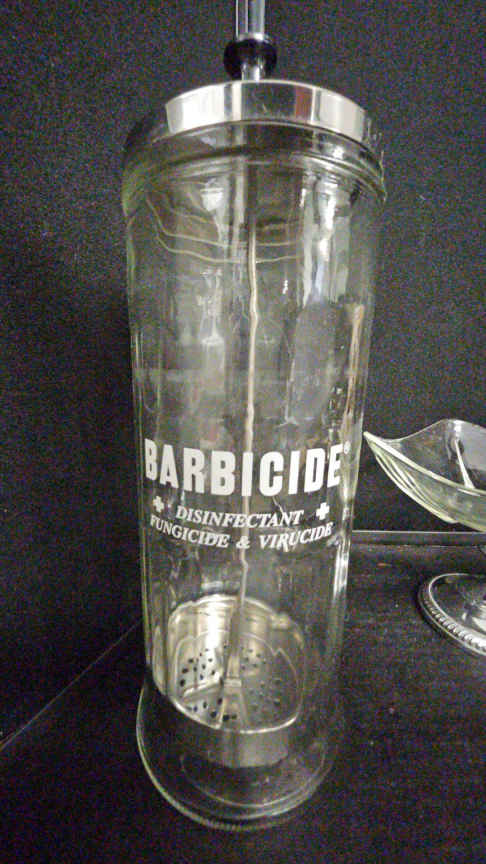 BARBICIDE®
✚ DISINFECTANT ✚
FUNGICIDE & VIRUCIDE